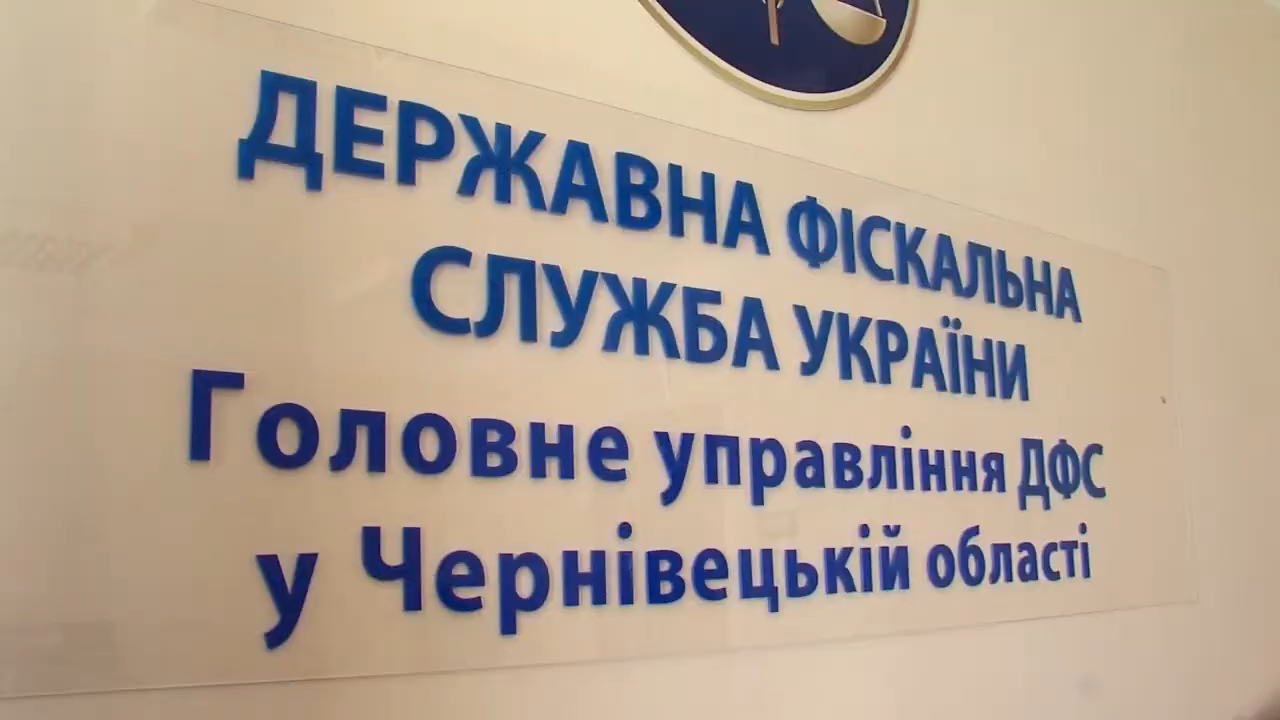 ДЕРЖАВНА ФІСКАЛЬНА
СЛУЖБА УКРАЇНИ
Головне управління ДФС
у Чернівецькій області